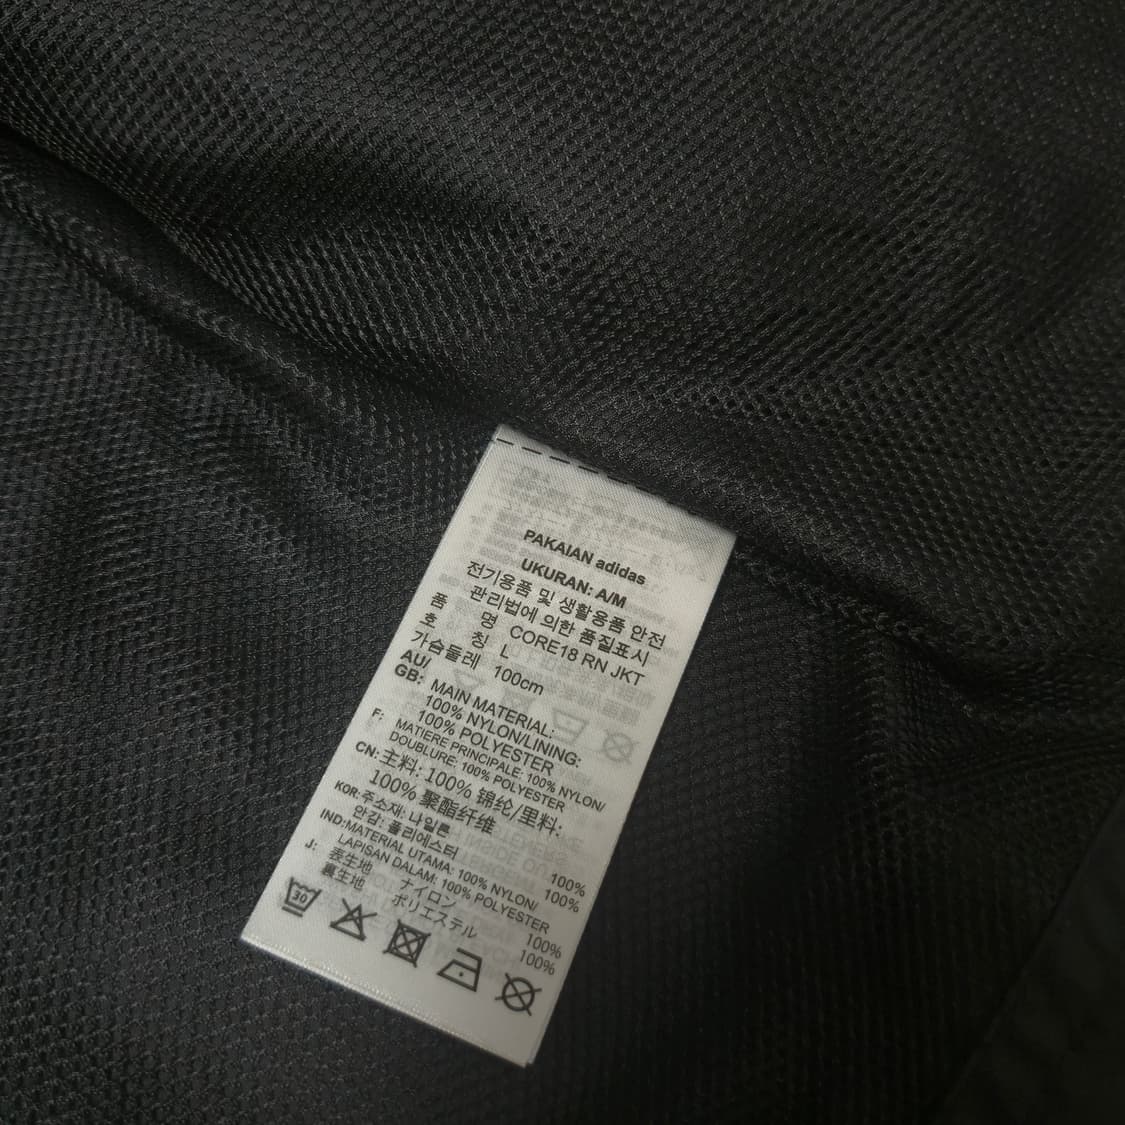 PAKAIAN adidas
UKURAN: A/M
전기용품 및 생활용품 안전
관리법에 의한 품질표시
품 명 CORE18 RN JKT
호 칭 L
가슴둘레 100cm
AU/
GB: MAIN MATERIAL:
100% NYLON/LINING:
100% POLYESTER
F: MATIERE PRINCIPALE: 100% NYLON/
DOUBLURE: 100% POLYESTER
CN: 主料: 100% 锦纶/里料:
100% 聚酯纤维
KOR: 주소재: 나일론 100%
안감: 폴리에스터 100%
IND: MATERIAL UTAMA: 100% NYLON/
LAPISAN DALAM: 100% POLYESTER
J: 表生地 ナイロン 100%
裏生地 ポリエステル 100%
30